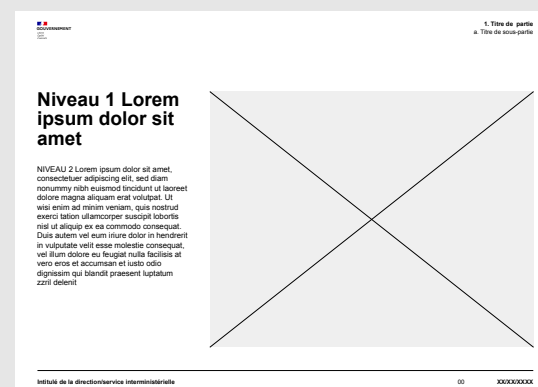 GOUVERNEMENT
1. Titre de partie
a. Titre de sous-partie
Niveau 1 Lorem
ipsum dolor sit
amet
NIVEAU 2 Lorem ipsum dolor sit amet,
consectetuer adipiscing elit, sed diam
nonummy nibh euismod tincidunt ut laoreet
dolore magna aliquam erat volutpat. Ut
wisi enim ad minim veniam, quis nostrud
exerci tation ullamcorper suscipit lobortis
nisl ut aliquip ex ea commodo consequat.
Duis autem vel eum iriure dolor in hendrerit
in vulputate velit esse molestie consequat,
vel illum dolore eu feugiat nulla facilisis at
vero eros et accumsan et iusto odio
dignissim qui blandit praesent luptatum
zzril delenit
Intitulé de la direction/service interministérielle
00
XX/XX/XXXX